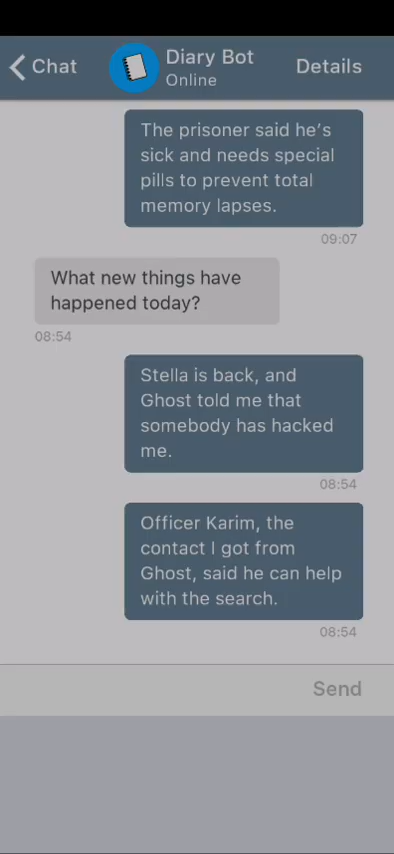 Chat
Diary Bot
Online
Details
The prisoner said he's
sick and needs special
pills to prevent total
memory lapses.
09:07
What new things have
happened today?
08:54
Stella is back, and
Ghost told me that
somebody has hacked
me.
08:54
Officer Karim, the
contact I got from
Ghost, said he can help
with the search.
08:54
Send